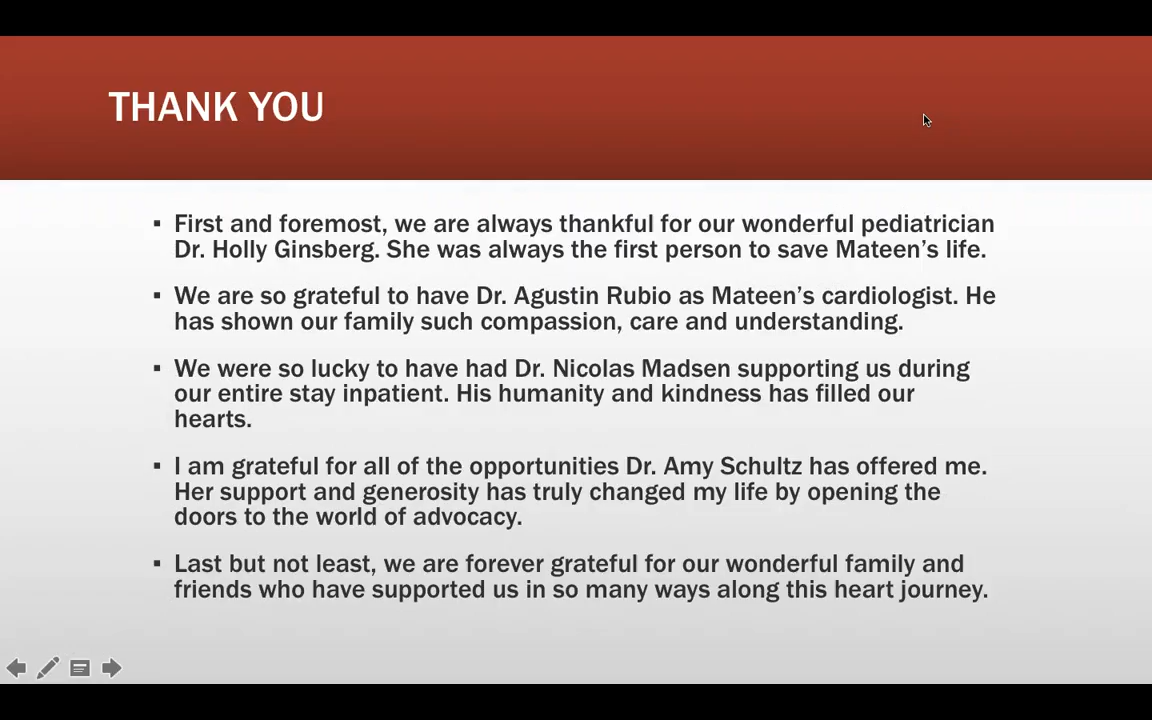 THANK YOU
▪ First and foremost, we are always thankful for our wonderful pediatrician
Dr. Holly Ginsberg. She was always the first person to save Mateen’s life.
▪ We are so grateful to have Dr. Agustin Rubio as Mateen’s cardiologist. He
has shown our family such compassion, care and understanding.
▪ We were so lucky to have had Dr. Nicolas Madsen supporting us during
our entire stay inpatient. His humanity and kindness has filled our
hearts.
▪ I am grateful for all of the opportunities Dr. Amy Schultz has offered me.
Her support and generosity has truly changed my life by opening the
doors to the world of advocacy.
▪ Last but not least, we are forever grateful for our wonderful family and
friends who have supported us in so many ways along this heart journey.